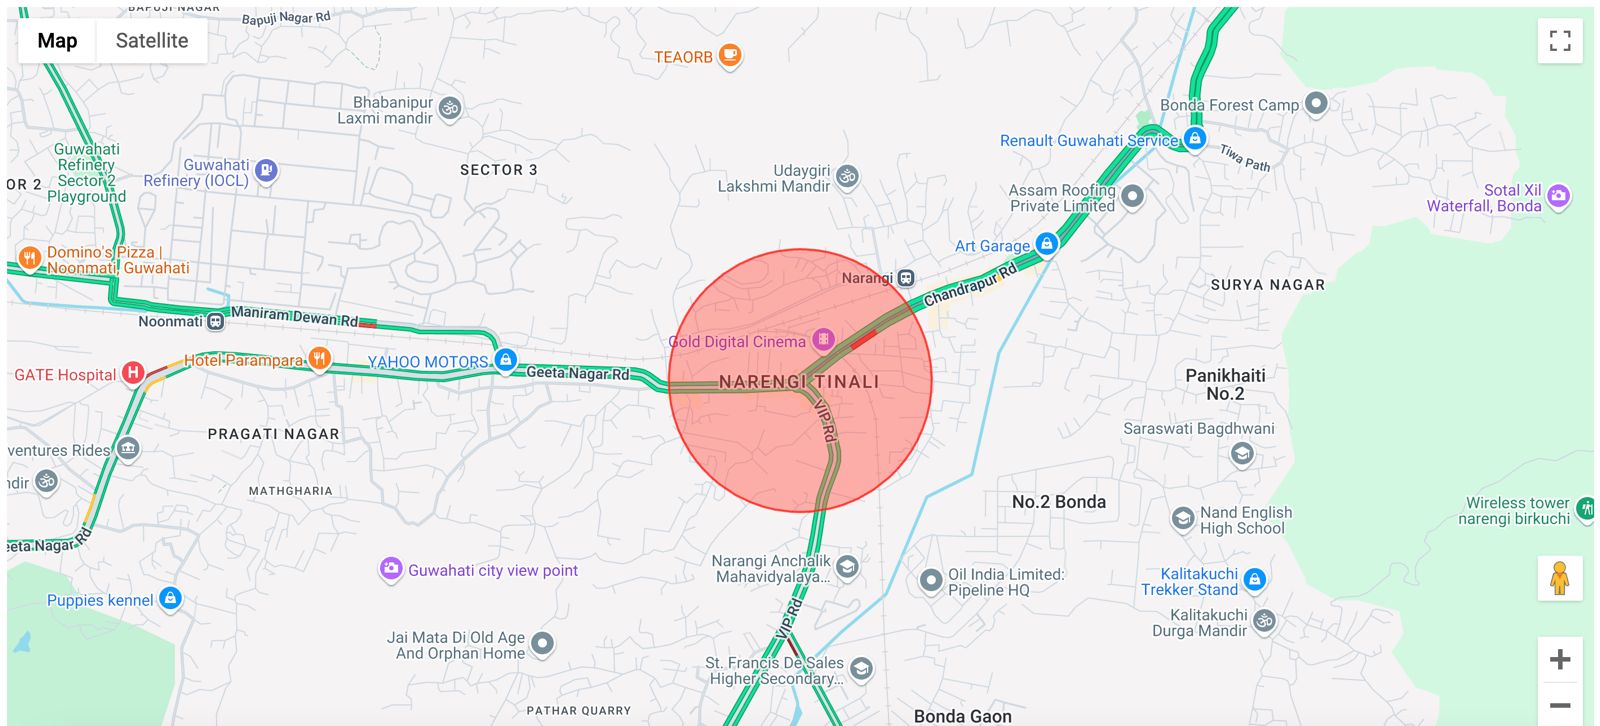 BAPUJI NAGAR
Bapuji Nagar Rd
Map
Satellite
TEAORB
Bhabanipur
Laxmi mandir
Bonda Forest Camp
Renault Guwahati Service
Tiwa Path
Guwahati
Refinery
Sector 2
Playground
Guwahati
Refinery (IOCL)
SECTOR 3
Udaygiri
Lakshmi Mandir
OR 2
Assam Roofing
Private Limited
Sotal Xil
Waterfall, Bonda
Domino's Pizza |
Noonmati, Guwahati
Art Garage
Narangi
Chandrapur Rd
SURYA NAGAR
Noonmati
Maniram Dewan Rd
Gold Digital Cinema
GATE Hospital
Hotel Parampara
YAHOO MOTORS
Geeta Nagar Rd
NARENGI TINALI
Panikhaiti
No.2
VIP Rd
PRAGATI NAGAR
Saraswati Bagdhwani
ventures Rides
ndir
MATHGHARIA
No.2 Bonda
Nand English
High School
Wireless tower
narengi birkuchi
eeta Nagar Rd
Guwahati city view point
Narangi Anchalik
Mahavidyalaya...
Oil India Limited:
Pipeline HQ
Kalitakuchi
Trekker Stand
Puppies kennel
VIP Rd
Kalitakuchi
Durga Mandir
Jai Mata Di Old Age
And Orphan Home
St. Francis De Sales
Higher Secondary...
PATHAR QUARRY
Bonda Gaon